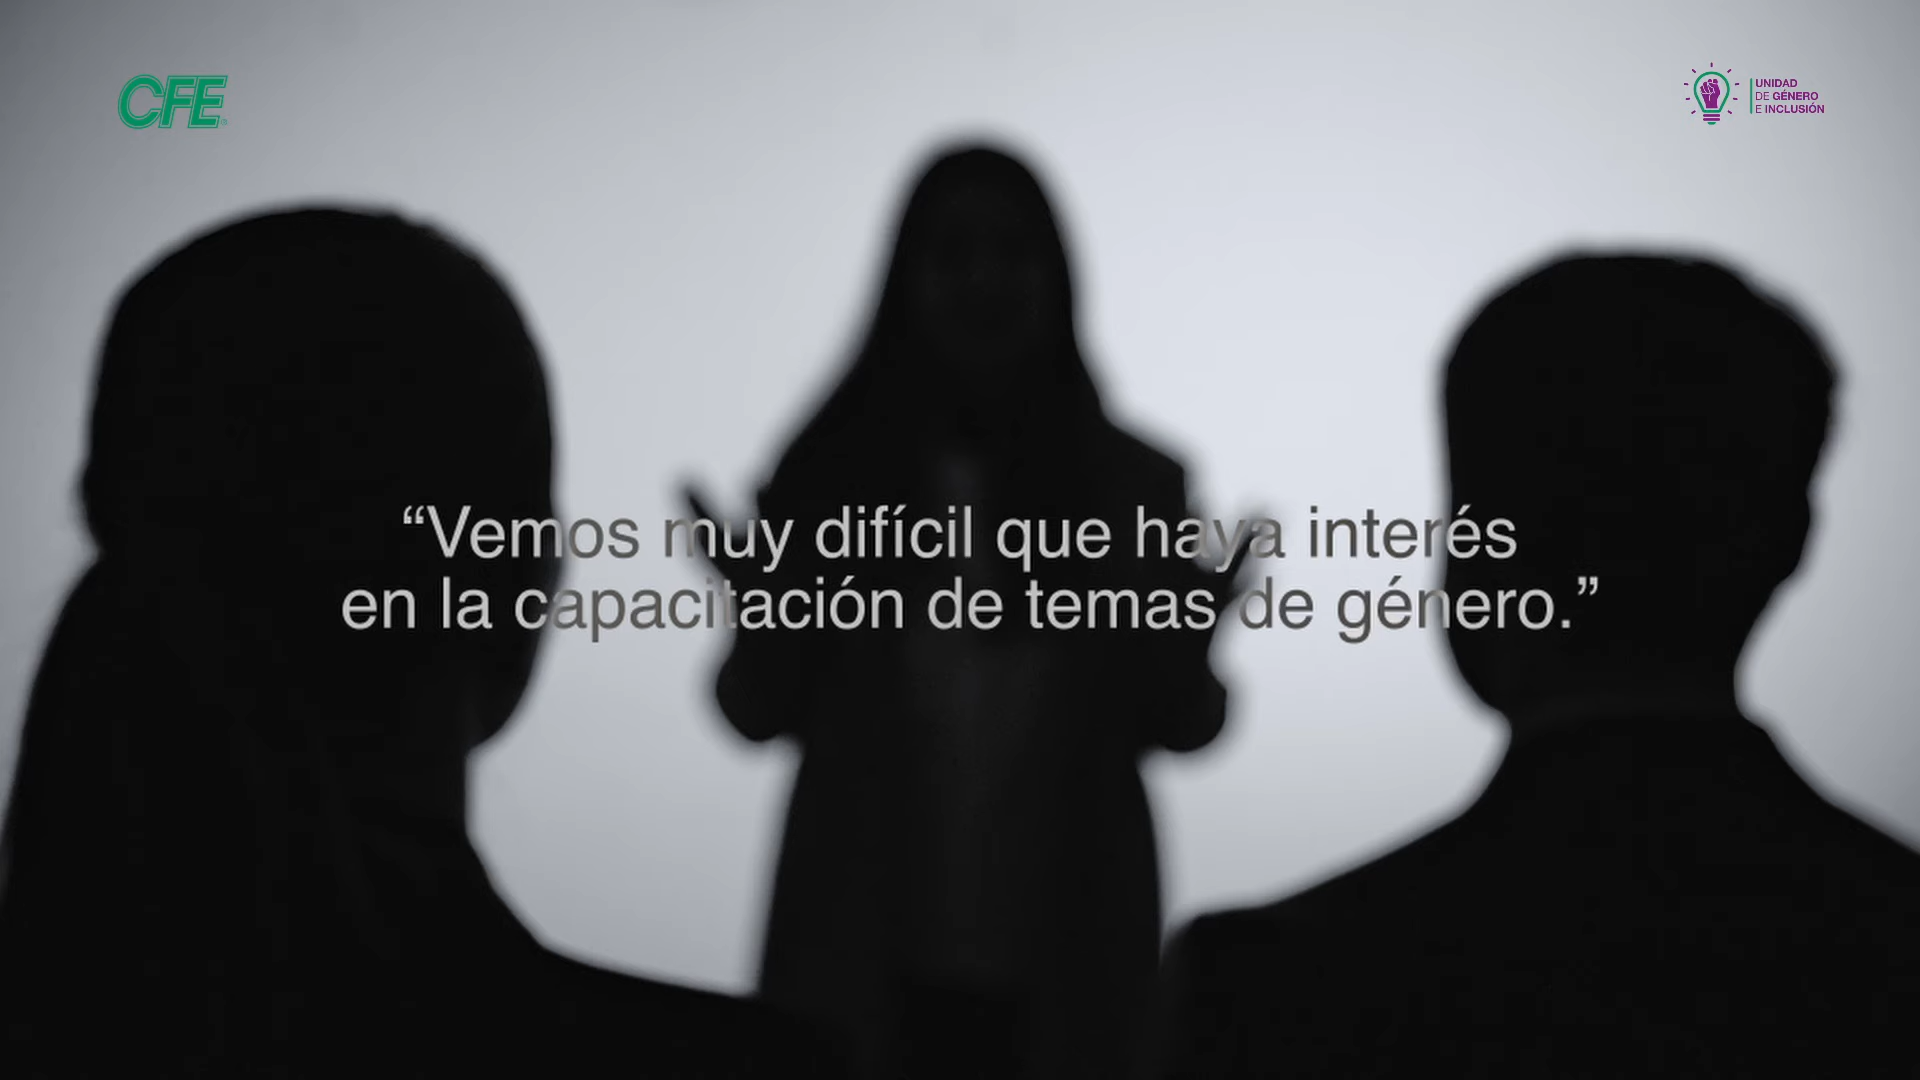 CFE
UNIDAD
DE GÉNERO
E INCLUSIÓN
“Vemos muy difícil que haya interés
en la capacitación de temas de género.”